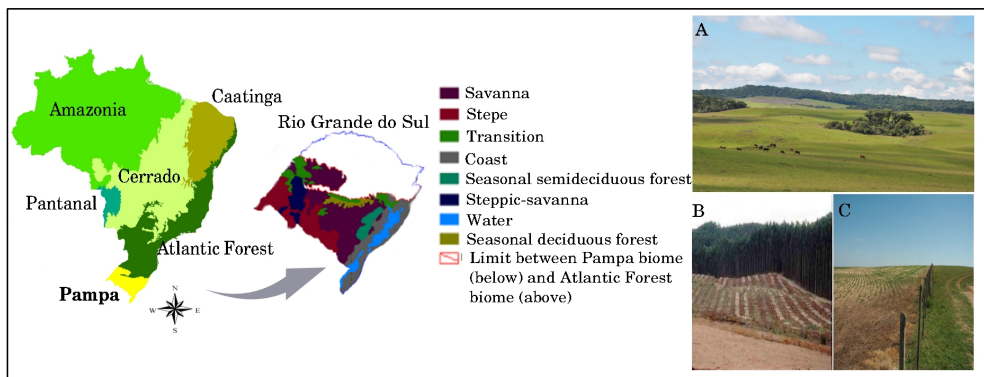 Amazonia
Caatinga
Cerrado
Pantanal
Atlantic Forest
Pampa
N
W E
S
Rio Grande do Sul
Savanna
Stepe
Transition
Coast
Seasonal semideciduous forest
Steppic-savanna
Water
Seasonal deciduous forest
Limit between Pampa biome
(below) and Atlantic Forest
biome (above)
A
B
C